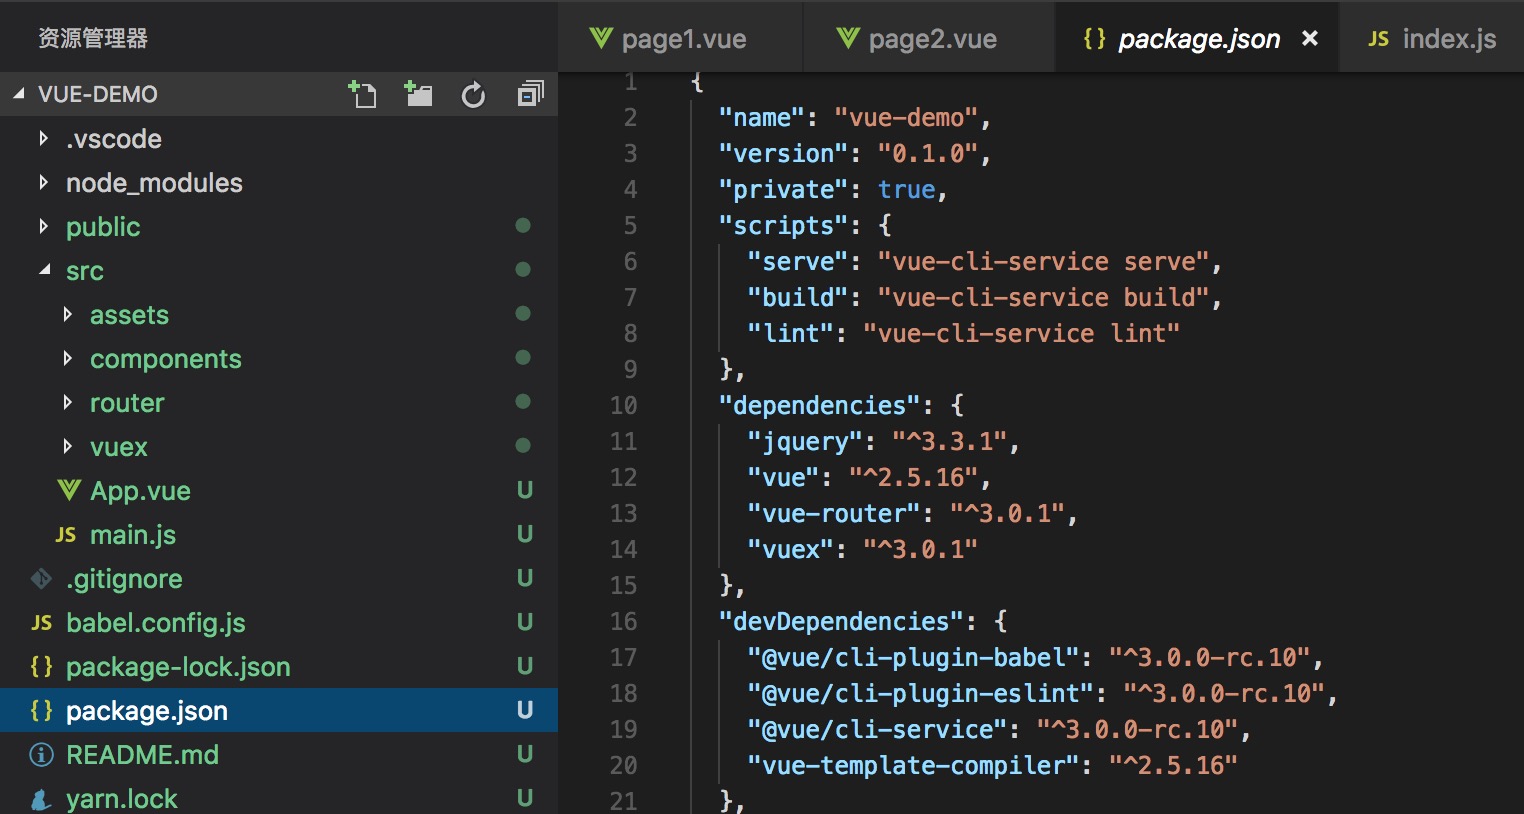 资源管理器
VUE-DEMO
.vscode
node_modules
public
src
assets
components
router
vuex
App.vue U
JS main.js U
.gitignore U
JS babel.config.js U
{} package-lock.json U
{} package.json U
README.md U
yarn.lock U
page1.vue page2.vue {} package.json × JS index.js
1 {
2 "name": "vue-demo",
3 "version": "0.1.0",
4 "private": true,
5 "scripts": {
6 "serve": "vue-cli-service serve",
7 "build": "vue-cli-service build",
8 "lint": "vue-cli-service lint"
9 },
10 "dependencies": {
11 "jquery": "^3.3.1",
12 "vue": "^2.5.16",
13 "vue-router": "^3.0.1",
14 "vuex": "^3.0.1"
15 },
16 "devDependencies": {
17 "@vue/cli-plugin-babel": "^3.0.0-rc.10",
18 "@vue/cli-plugin-eslint": "^3.0.0-rc.10",
19 "@vue/cli-service": "^3.0.0-rc.10",
20 "vue-template-compiler": "^2.5.16"
21 },